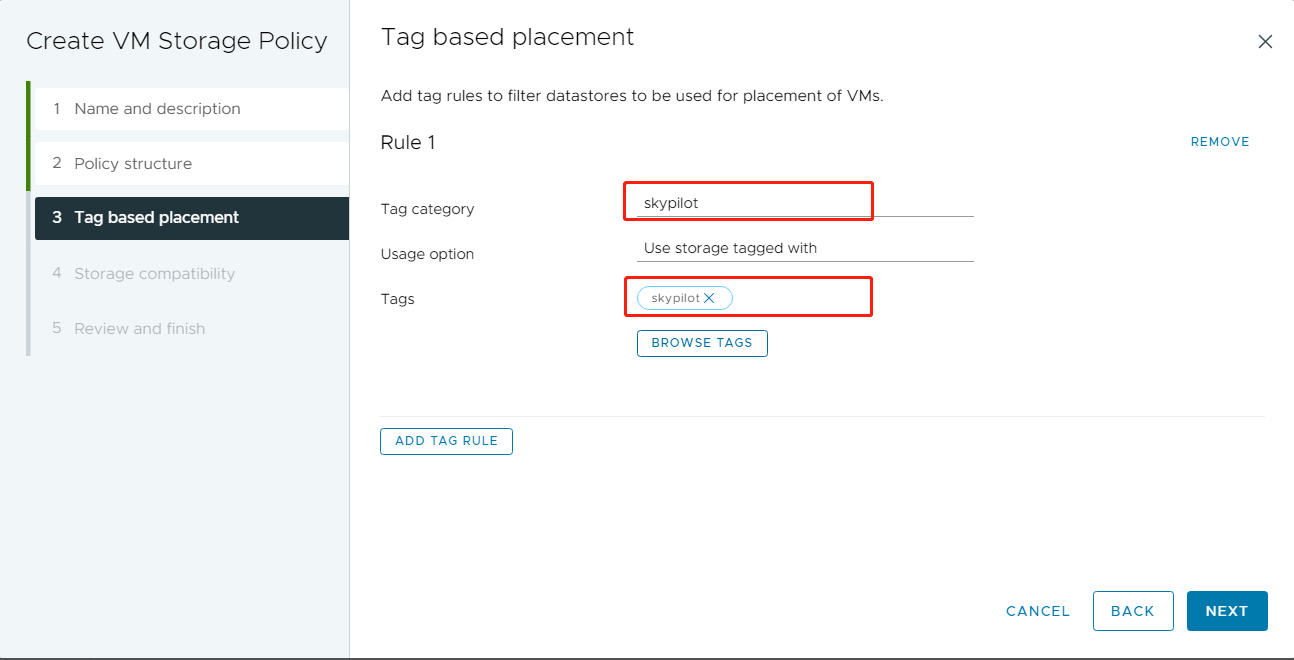 Create VM Storage Policy
1 Name and description
2 Policy structure
3 Tag based placement
4 Storage compatibility
5 Review and finish
Tag based placement
Add tag rules to filter datastores to be used for placement of VMs.
Rule 1
REMOVE
Tag category
skypilot
Usage option
Use storage tagged with
Tags
skypilot
BROWSE TAGS
ADD TAG RULE
CANCEL
BACK
NEXT